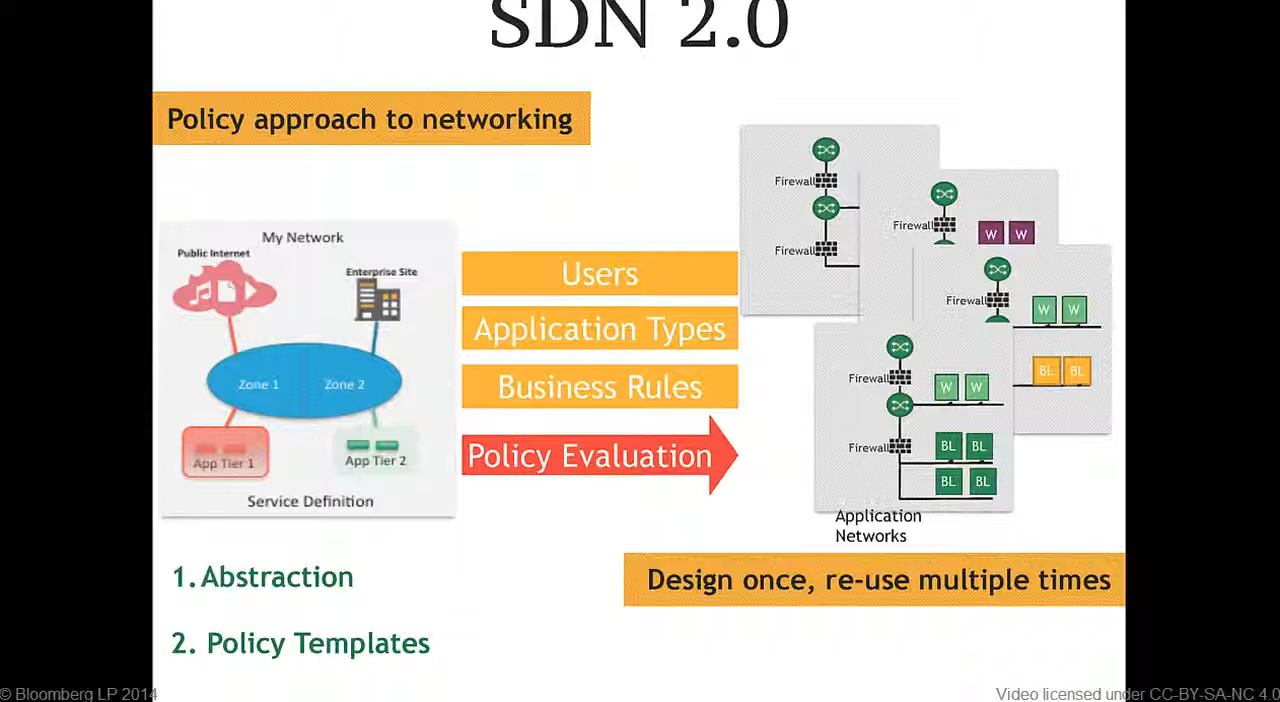 SDN 2.0
Policy approach to networking
My Network
Public Internet
Enterprise Site
Zone 1
Zone 2
App Tier 1
App Tier 2
Service Definition
Users
Application Types
Business Rules
Policy Evaluation
Firewall
Firewall
Firewall
W W
Firewall
W W
BL BL
Firewall
W W
Firewall
BL BL
BL BL
Application
Networks
1. Abstraction
2. Policy Templates
Design once, re-use multiple times
© Bloomberg LP 2014
Video licensed under CC-BY-SA-NC 4.0